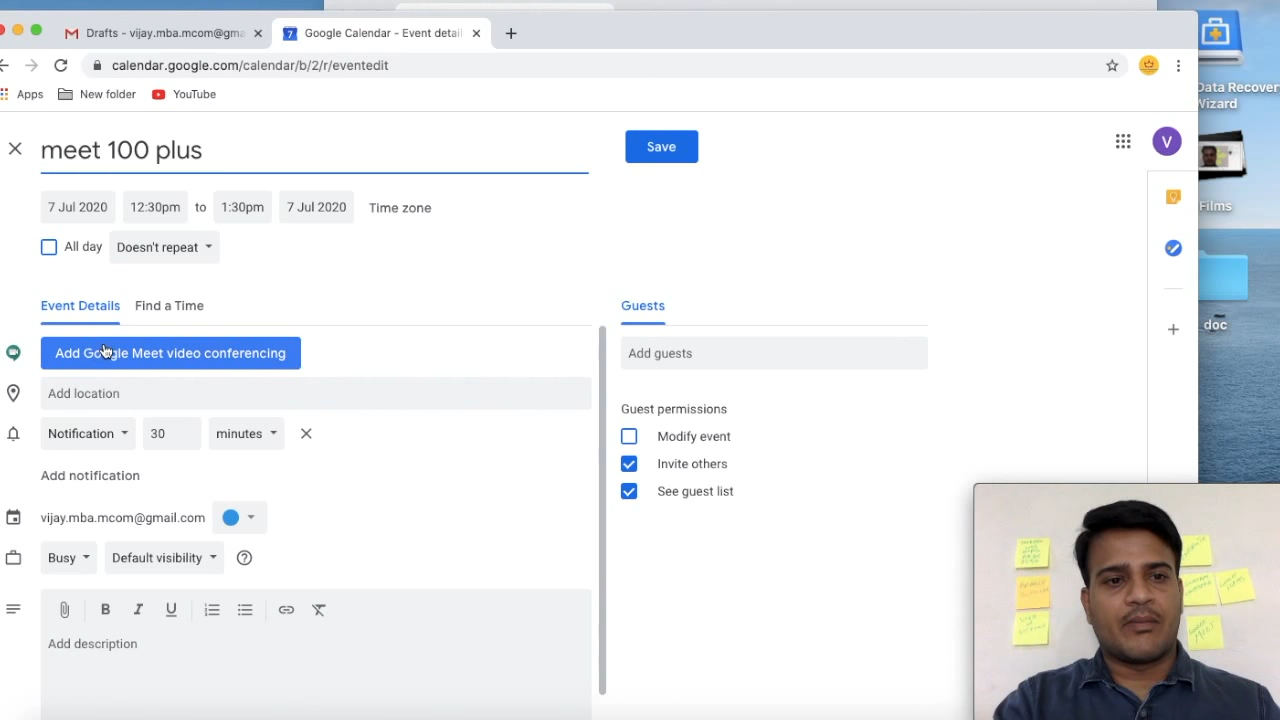 Drafts - vijay.mba.mcom@gma
Google Calendar - Event detai
calendar.google.com/calendar/b/2/r/eventedit
Apps
New folder
YouTube
Data Recover
Wizard
meet 100 plus
Save
V
Films
7 Jul 2020
12:30pm
to
1:30pm
7 Jul 2020
Time zone
All day
Doesn't repeat
doc
Event Details
Find a Time
Guests
Add Google Meet video conferencing
Add guests
Add location
Guest permissions
Notification
30
minutes
Modify event
Invite others
Add notification
See guest list
vijay.mba.mcom@gmail.com
Busy
Default visibility
B I U
Add description